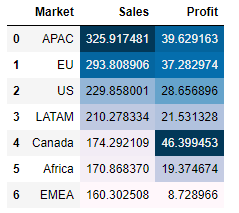 Market Sales Profit
0 APAC 325.917481 39.629163
1 EU 293.808906 37.282974
2 US 229.858001 28.656896
3 LATAM 210.278334 21.531328
4 Canada 174.292109 46.399453
5 Africa 170.868370 19.374674
6 EMEA 160.302508 8.728966